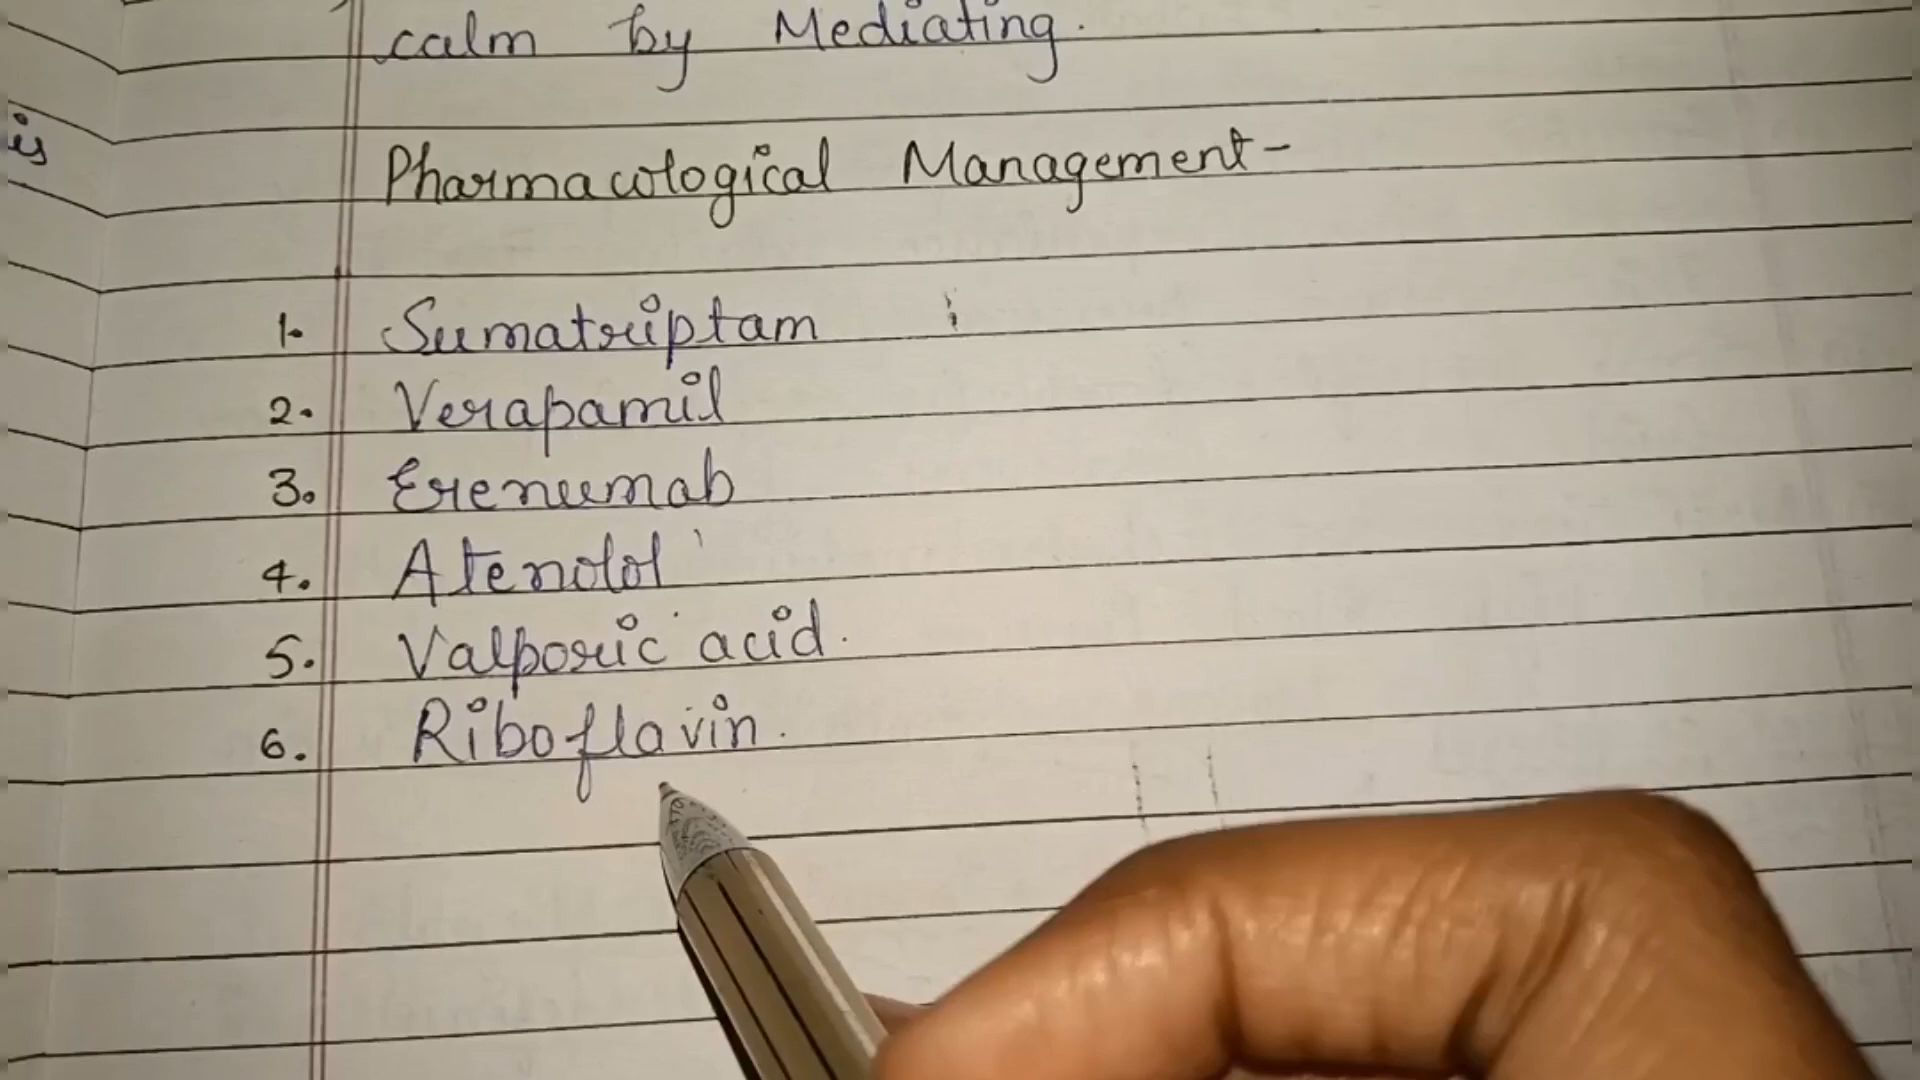 calm by Mediating.
is
Pharmacological Management-
1. Sumatriptam
2. Verapamil
3. Erenumab
4. Atenolol
5. Valporic acid.
6. Riboflavin.